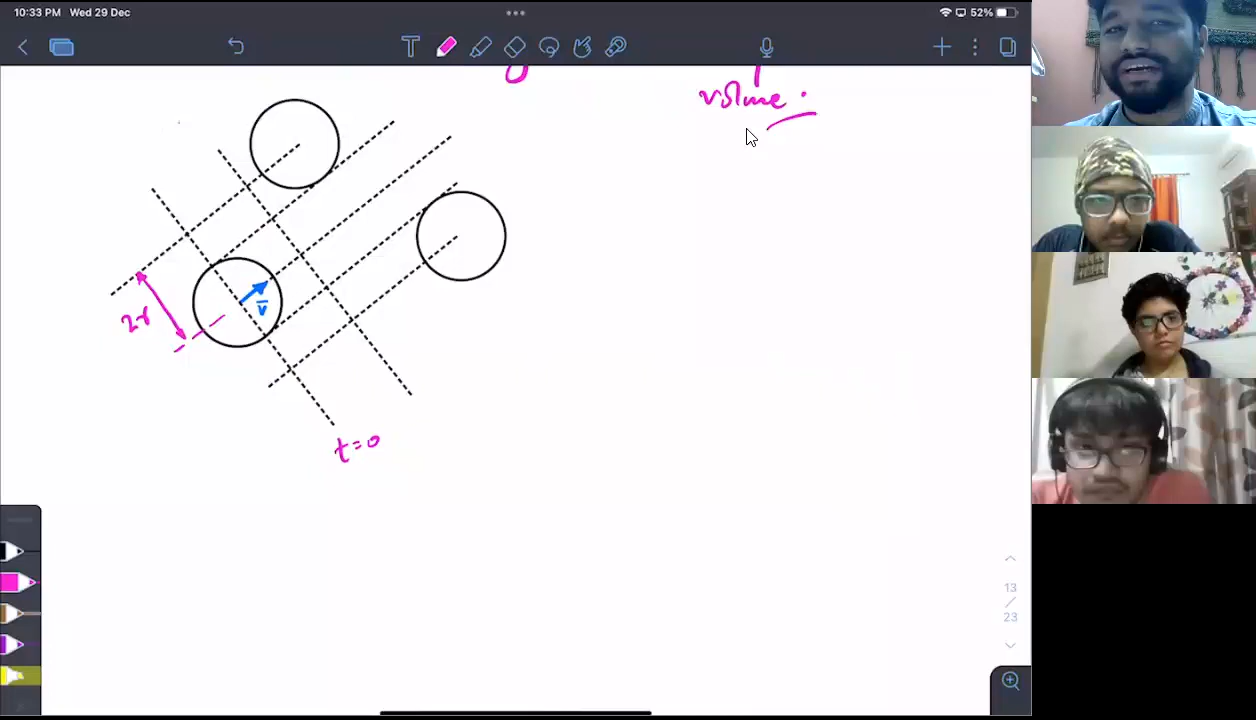 10:33 PM Wed 29 Dec
52%
T
volume.
2r
v̄
t=0
13
/
23